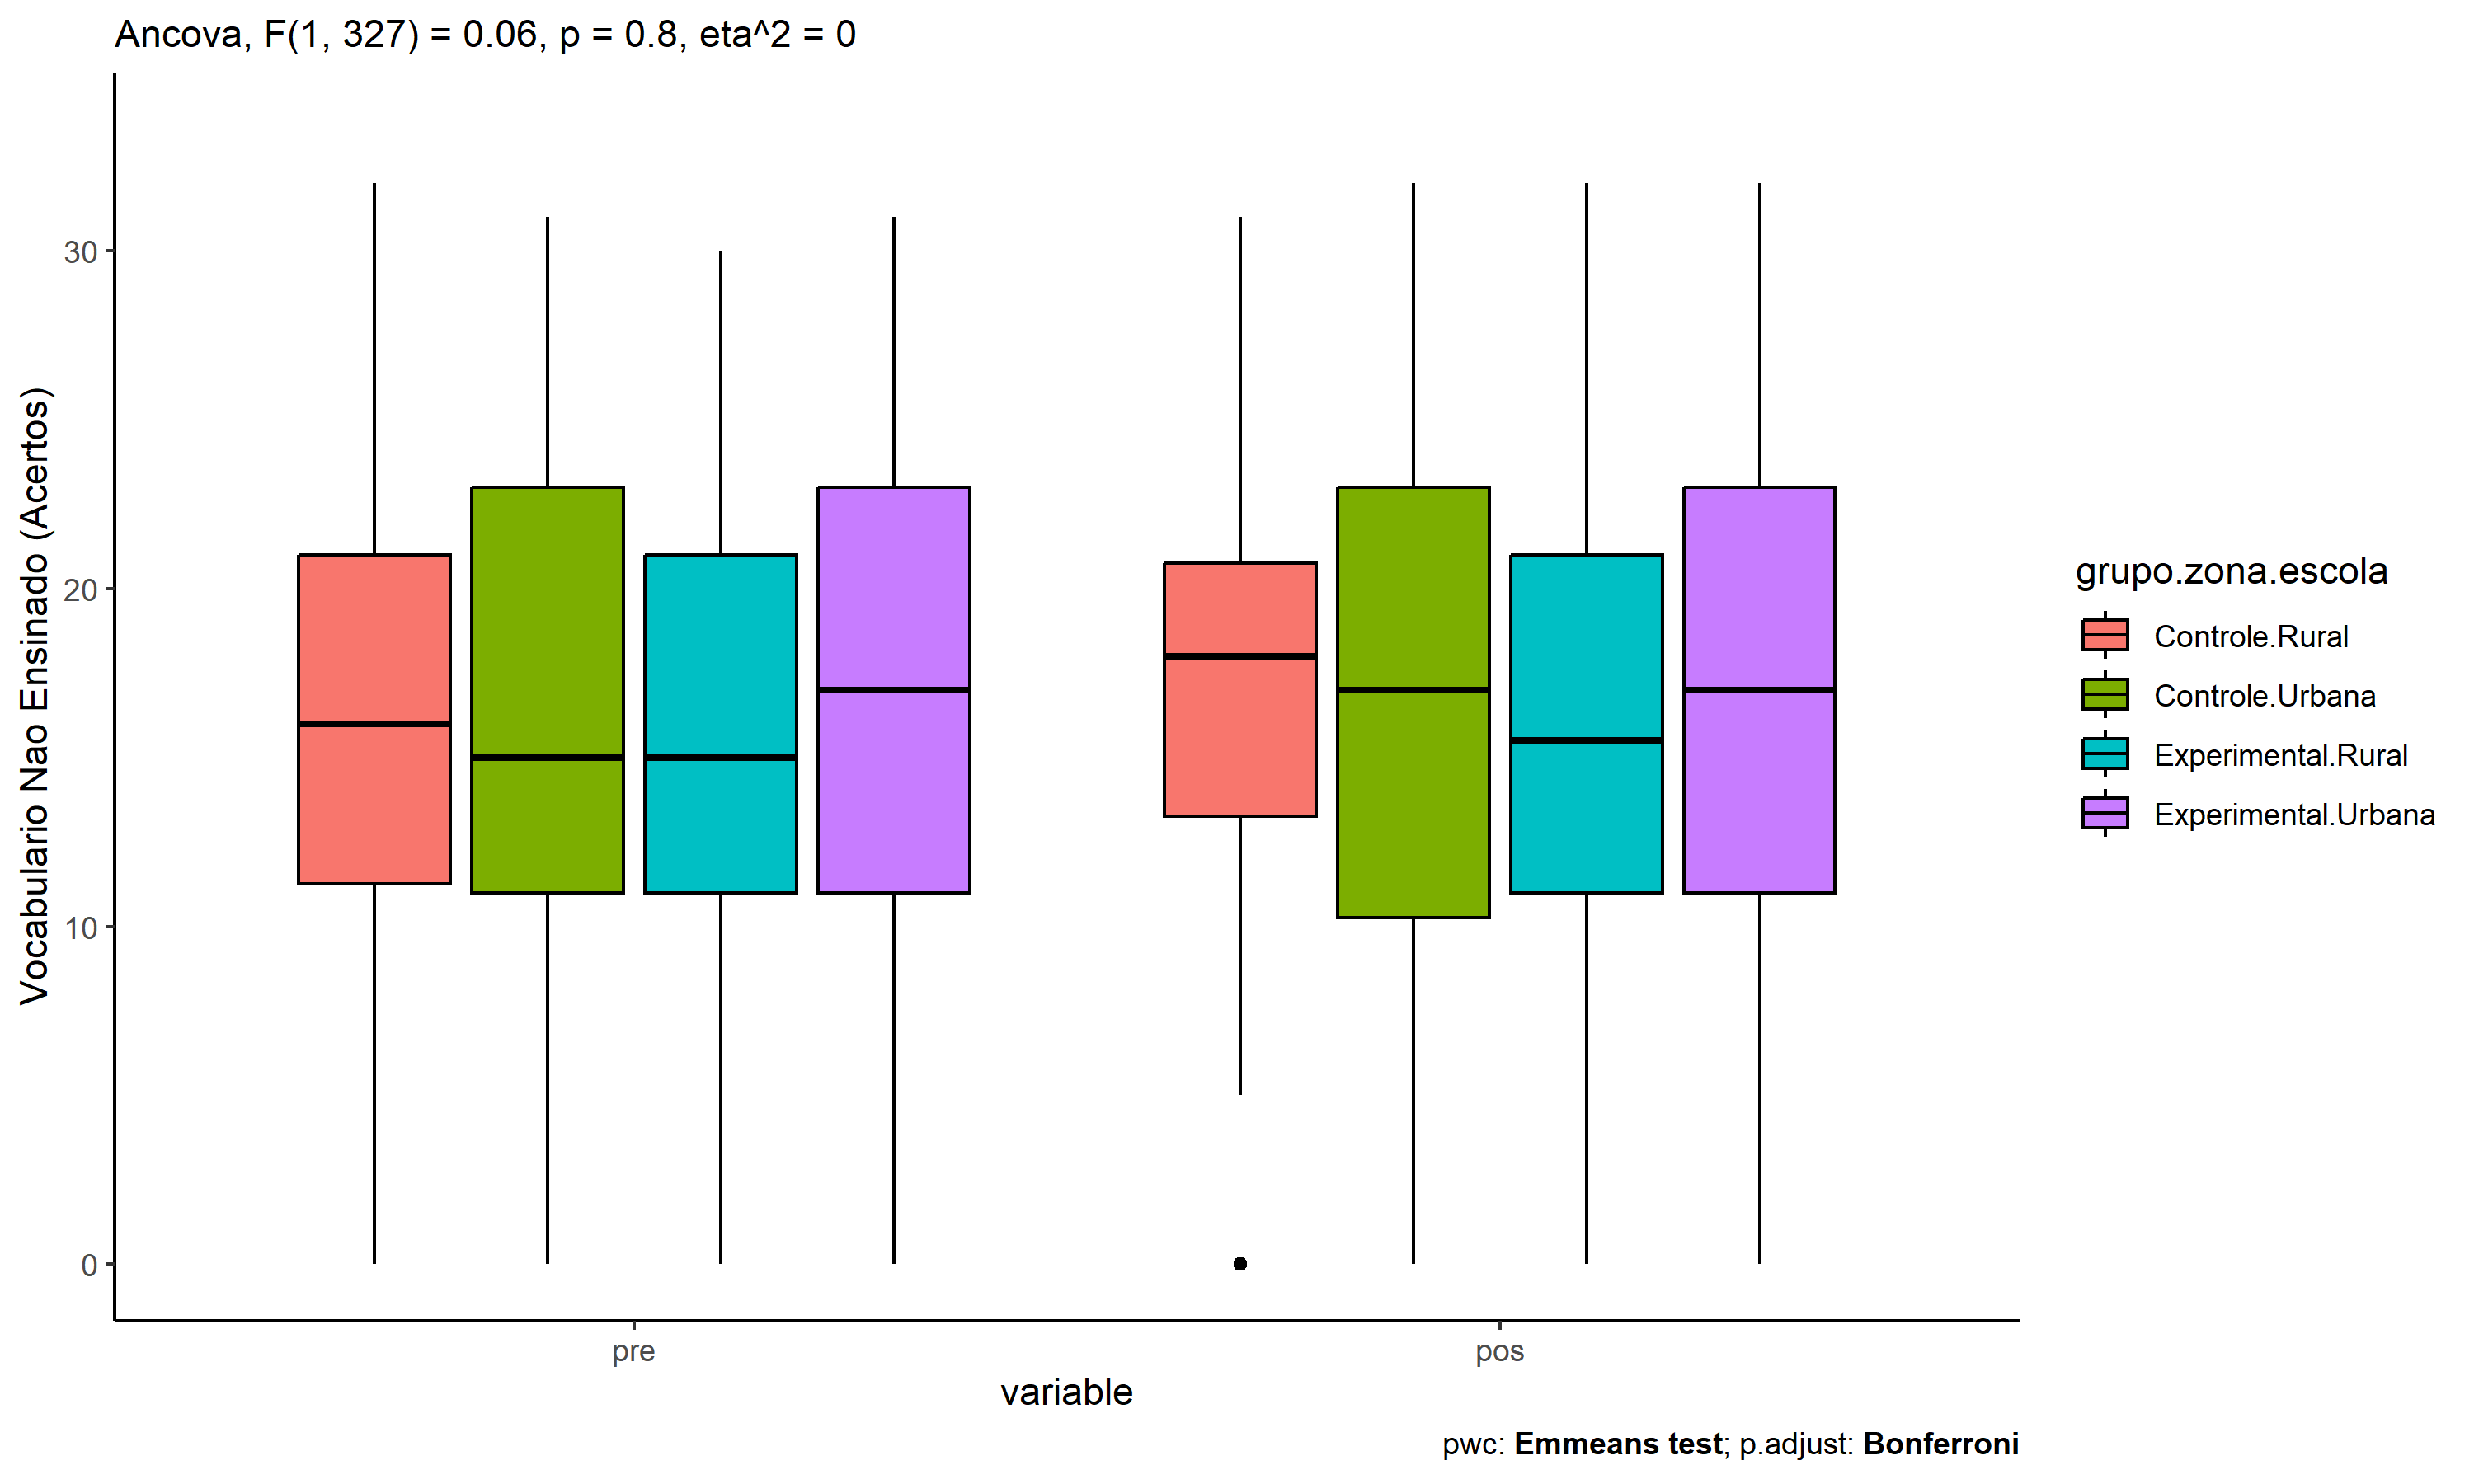 Ancova, F(1, 327) = 0.06, p = 0.8, eta^2 = 0
Vocabulario Nao Ensinado (Acertos)
30
20
10
0
pre
pos
variable
grupo.zona.escola
Controle.Rural
Controle.Urbana
Experimental.Rural
Experimental.Urbana
pwc: Emmeans test; p.adjust: Bonferroni